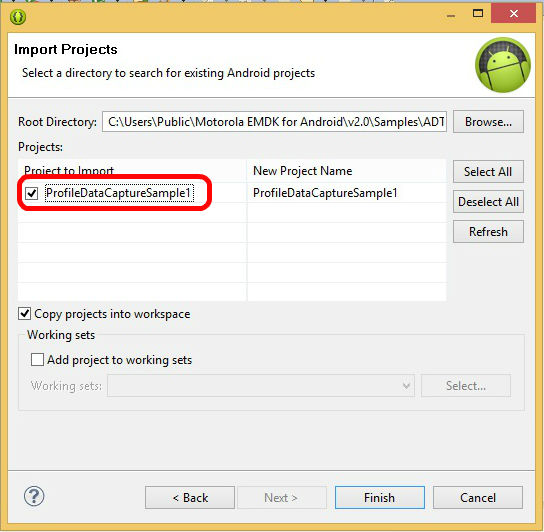 Import Projects
Select a directory to search for existing Android projects
Root Directory: C:\Users\Public\Motorola EMDK for Android\v2.0\Samples\ADT Browse...
Projects:
Project to Import New Project Name Select All
ProfileDataCaptureSample1 ProfileDataCaptureSample1
Deselect All
Refresh
Copy projects into workspace
Working sets
Add project to working sets
Working sets: Select...
? < Back Next > Finish Cancel